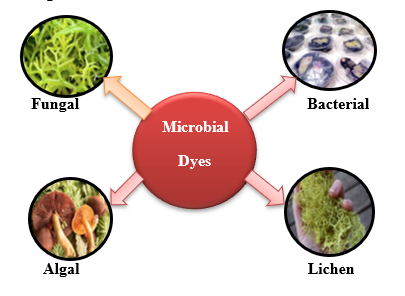 Fungal
Bacterial
Microbial
Dyes
Algal
Lichen